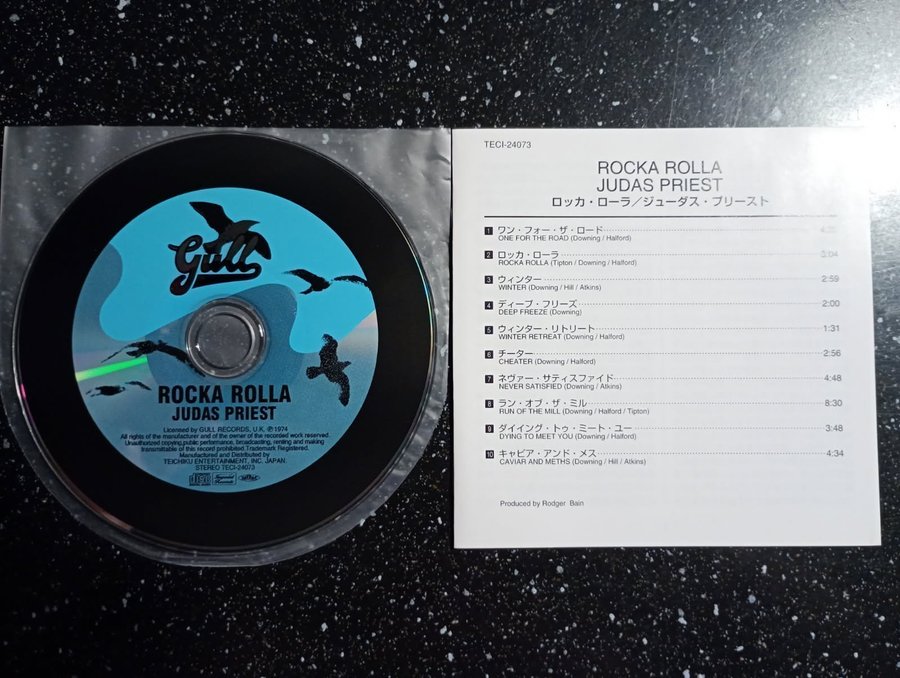 Gull
ROCKA ROLLA
JUDAS PRIEST
Licensed by GULL RECORDS, U.K. ℗1974
All rights of the manufacturer and of the owner of the recorded work reserved.
Unauthorized copying,public performance, broadcasting, renting and making
transmittable of this record prohibited.Trademark Registered.
Manufactured and Distributed by
TEICHIKU ENTERTAINMENT, INC. JAPAN.
STEREO TECI-24073
TECI-24073
ROCKA ROLLA
JUDAS PRIEST
ロッカ・ローラ/ジューダス・プリースト
1 ワン・フォー・ザ・ロード
ONE FOR THE ROAD (Downing / Halford)
2 ロッカ・ローラ 3:04
ROCKA ROLLA (Tipton / Downing / Halford)
3 ウィンター 2:59
WINTER (Downing / Hill / Atkins)
4 ディープ・フリーズ 2:00
DEEP FREEZE (Downing)
5 ウィンター・リトリート 1:31
WINTER RETREAT (Downing / Halford)
6 チーター 2:56
CHEATER (Downing / Halford)
7 ネヴァー・サティスファイド 4:48
NEVER SATISFIED (Downing / Atkins)
8 ラン・オブ・ザ・ミル 8:30
RUN OF THE MILL (Downing / Halford / Tipton)
9 ダイイング・トゥ・ミート・ユー 3:48
DYING TO MEET YOU (Downing / Halford)
10 キャビア・アンド・メス 4:34
CAVIAR AND METHS (Downing / Hill / Atkins)
Produced by Rodger Bain